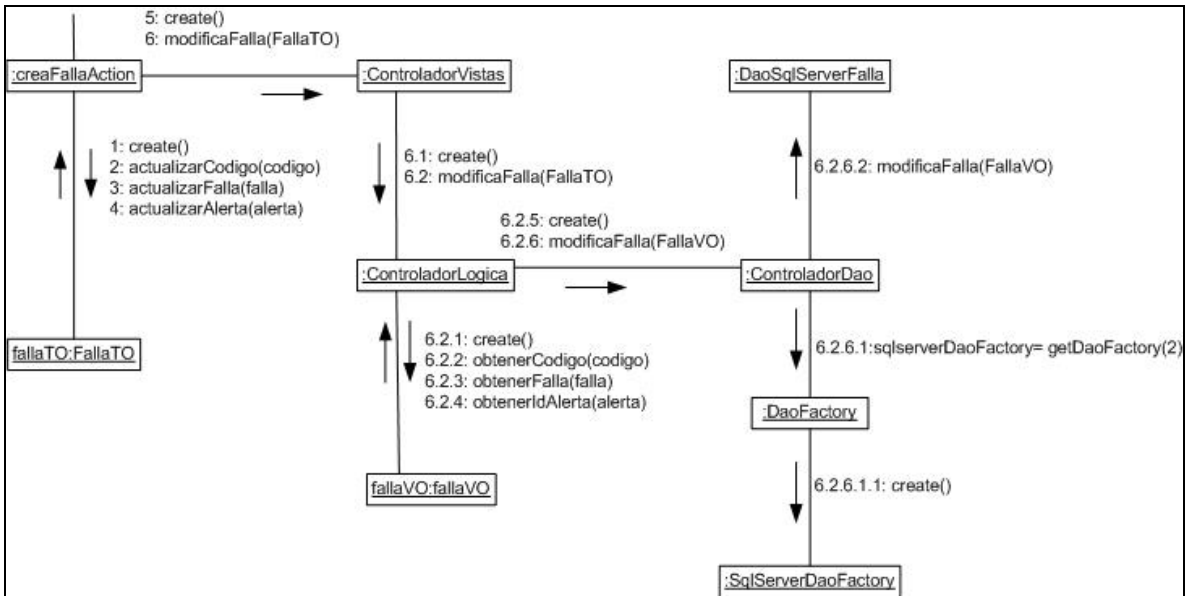 5: create()
6: modificaFalla(FallaTO)
:creaFallaAction
:ControladorVistas
:DaoSqlServerFalla
1: create()
2: actualizarCodigo(codigo)
3: actualizarFalla(falla)
4: actualizarAlerta(alerta)
6.1: create()
6.2: modificaFalla(FallaTO)
6.2.6.2: modificaFalla(FallaVO)
6.2.5: create()
6.2.6: modificaFalla(FallaVO)
:ControladorLogica
:ControladorDao
fallaTO:FallaTO
6.2.1: create()
6.2.2: obtenerCodigo(codigo)
6.2.3: obtenerFalla(falla)
6.2.4: obtenerIdAlerta(alerta)
6.2.6.1:sqlserverDaoFactory= getDaoFactory(2)
:DaoFactory
fallaVO:fallaVO
6.2.6.1.1: create()
:SqlServerDaoFactory